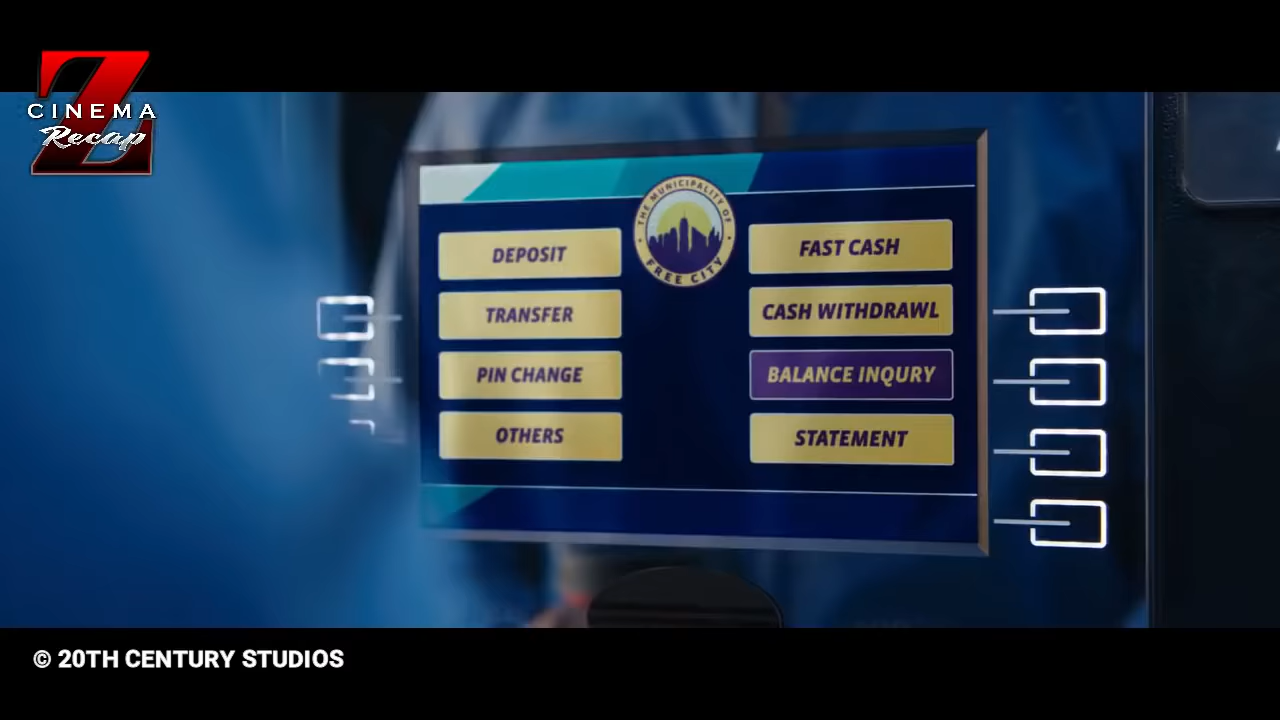 CINEMA
Recap
THE MUNICIPALITY OF
FREE CITY
DEPOSIT
TRANSFER
PIN CHANGE
OTHERS
FAST CASH
CASH WITHDRAWL
BALANCE INQURY
STATEMENT
© 20TH CENTURY STUDIOS